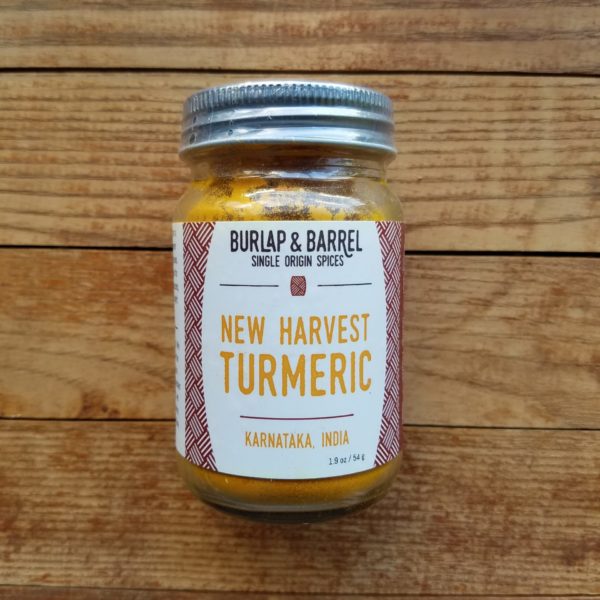 BURLAP & BARREL
SINGLE ORIGIN SPICES
NEW HARVEST
TURMERIC
KARNATAKA, INDIA
1.9 oz / 54 g